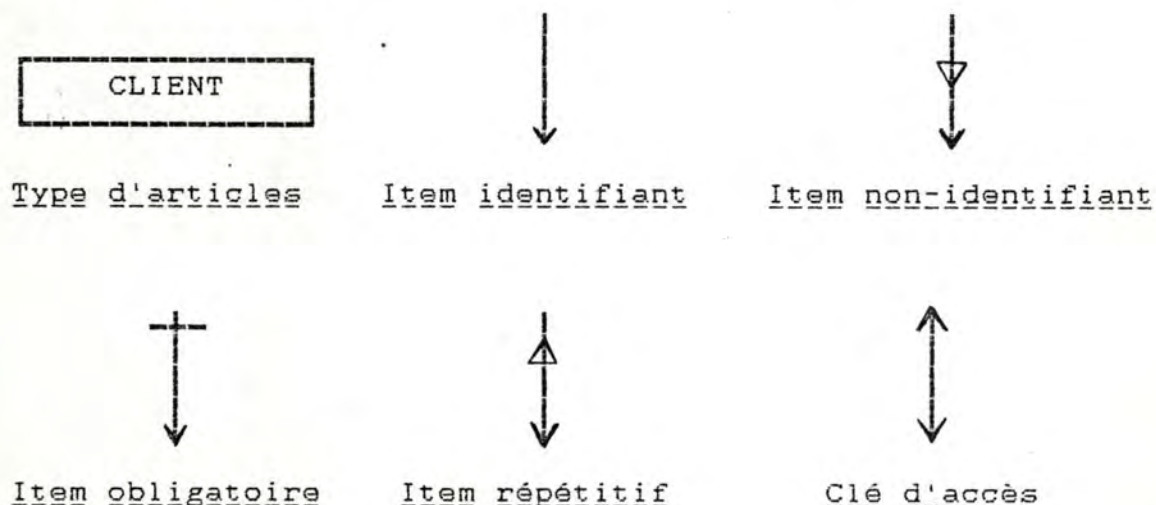 CLIENT
Type d'articles
Item identifiant
Item non-identifiant
Item obligatoire
Item répétitif
Clé d'accès